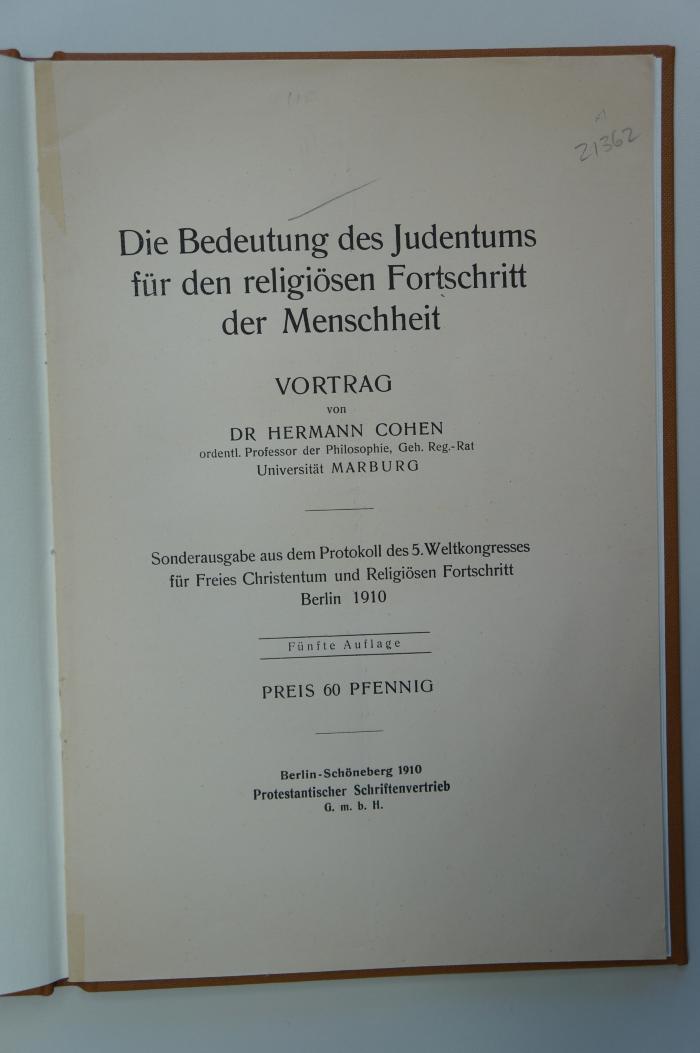 21362
Die Bedeutung des Judentums
für den religiösen Fortschritt
der Menschheit
VORTRAG
von
DR HERMANN COHEN
ordentl. Professor der Philosophie, Geh. Reg.-Rat
Universität MARBURG
Sonderausgabe aus dem Protokoll des 5. Weltkongresses
für Freies Christentum und Religiösen Fortschritt
Berlin 1910
Fünfte Auflage
PREIS 60 PFENNIG
Berlin-Schöneberg 1910
Protestantischer Schriftenvertrieb
G. m. b. H.